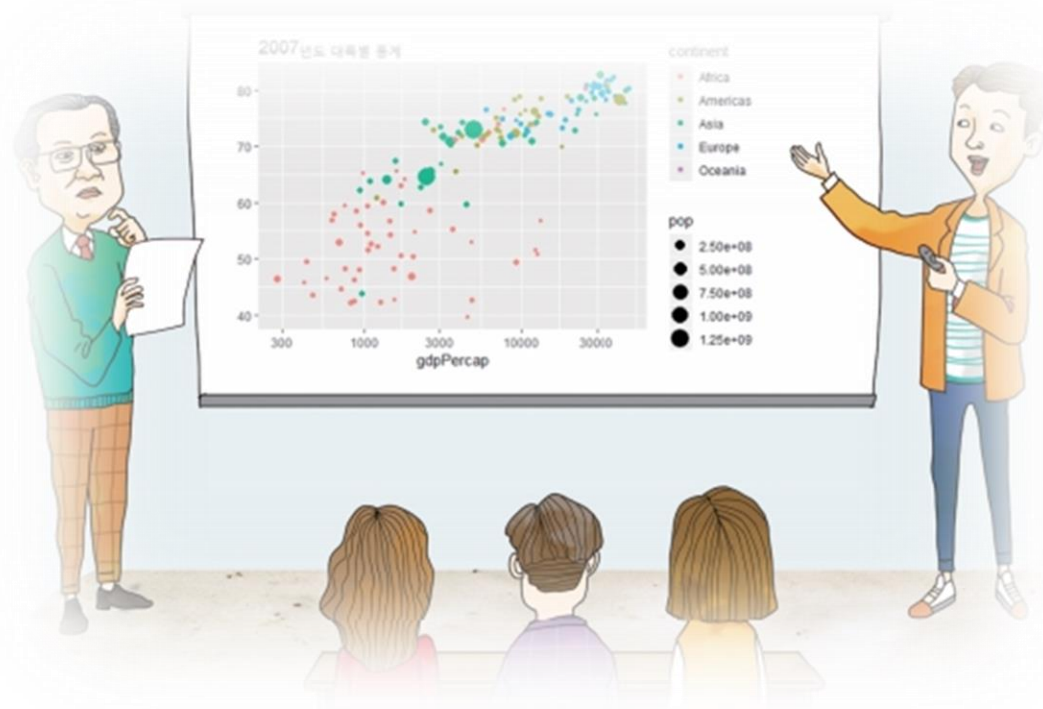 2007년도 대륙별 통계
80
70
60
50
40
300 1000 3000 10000 30000
gdpPercap
continent
Africa
Americas
Asia
Europe
Oceania
pop
2.50e+08
5.00e+08
7.50e+08
1.00e+09
1.25e+09